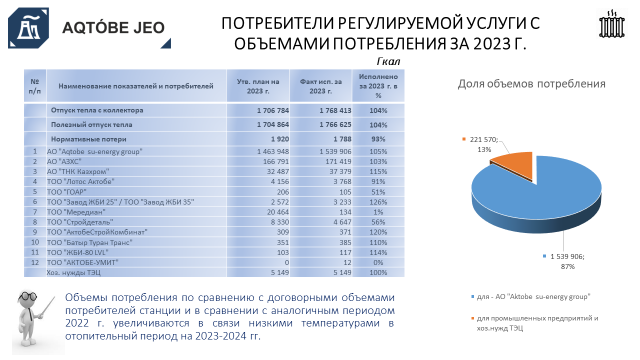 AQTÓBE JEO
ПОТРЕБИТЕЛИ РЕГУЛИРУЕМОЙ УСЛУГИ С
ОБЪЕМАМИ ПОТРЕБЛЕНИЯ ЗА 2023 Г.
Гкал
№ п/п Наименование показателей и потребителей Утв. план на 2023 г. Факт исп. за 2023 г. Исполнено за 2023 г. в %
Отпуск тепла с коллектора 1 706 784 1 768 413 104%
Полезный отпуск тепла 1 704 864 1 766 625 104%
Нормативные потери 1 920 1 788 93%
1 АО "Aqtobe su-energy group" 1 463 948 1 539 906 105%
2 АО "АЗХС" 166 791 171 419 103%
3 АО "ТНК Казхром" 32 487 37 379 115%
4 ТОО "Лотос Актобе" 4 156 3 768 91%
5 ТОО "ГОАР" 206 105 51%
6 ТОО "Завод ЖБИ 25" / ТОО "Завод ЖБИ 35" 2 572 3 233 126%
7 ТОО "Мередиан" 20 464 134 1%
8 ТОО "Стройдеталь" 8 330 4 647 56%
9 ТОО "АктобеСтройКомбинат" 309 371 120%
10 ТОО "Батыр Туран Транс" 351 385 110%
11 ТОО "ЖБИ-80 LVL" 103 117 114%
12 ТОО "АКТОБЕ-УМИТ" 0 12 0%
Хоз. нужды ТЭЦ 5 149 5 149 100%
Доля объемов потребления
221 570;
13%
1 539 906;
87%
для - АО "Aktobe su-energy group"
для промышленных предприятий и
хоз.нужд ТЭЦ
Объемы потребления по сравнению с договорными объемами
потребителей станции и в сравнении с аналогичным периодом
2022 г. увеличиваются в связи низкими температурами в
отопительный период на 2023-2024 гг.